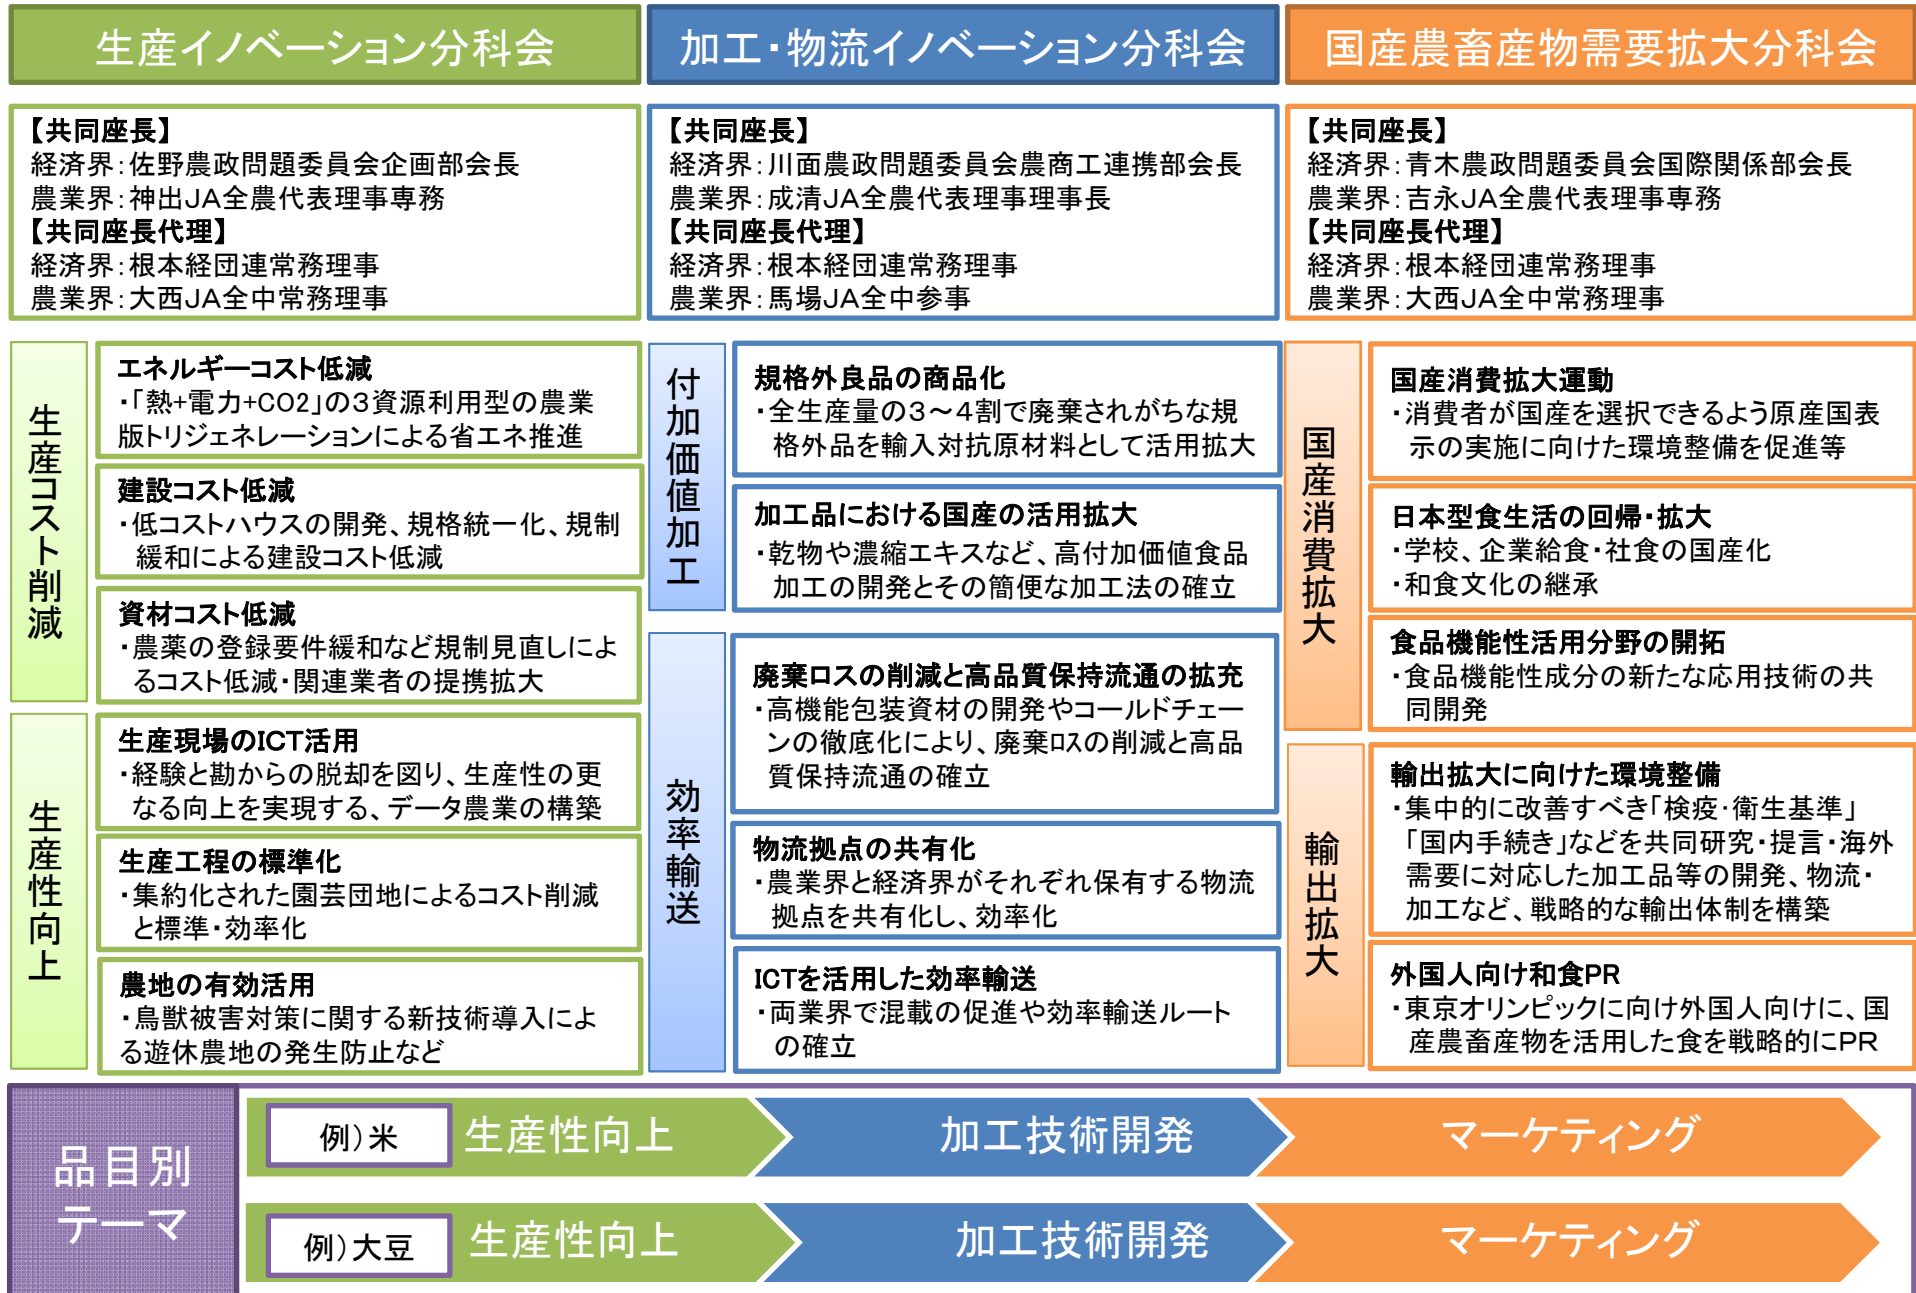 生産イノベーション分科会
【共同座長】
経済界：佐野農政問題委員会企画部会長
農業界：神出JA全農代表理事専務
【共同座長代理】
経済界：根本経団連常務理事
農業界：大西JA全中常務理事
生産コスト削減
エネルギーコスト低減
・「熱+電力+CO2」の３資源利用型の農業
版トリジェネレーションによる省エネ推進
建設コスト低減
・低コストハウスの開発、規格統一化、規制
緩和による建設コスト低減
資材コスト低減
・農薬の登録要件緩和など規制見直しによ
るコスト低減・関連業者の提携拡大
生産性向上
生産現場のICT活用
・経験と勘からの脱却を図り、生産性の更
なる向上を実現する、データ農業の構築
生産工程の標準化
・集約化された園芸団地によるコスト削減
と標準・効率化
農地の有効活用
・鳥獣被害対策に関する新技術導入によ
る遊休農地の発生防止など
加工・物流イノベーション分科会
【共同座長】
経済界：川面農政問題委員会農商工連携部会長
農業界：成清JA全農代表理事理事長
【共同座長代理】
経済界：根本経団連常務理事
農業界：馬場JA全中参事
付加価値加工
規格外良品の商品化
・全生産量の３～４割で廃棄されがちな規
格外品を輸入対抗原材料として活用拡大
加工品における国産の活用拡大
・乾物や濃縮エキスなど、高付加価値食品
加工の開発とその簡便な加工法の確立
効率輸送
廃棄ロスの削減と高品質保持流通の拡充
・高機能包装資材の開発やコールドチェー
ンの徹底化により、廃棄ﾛｽの削減と高品
質保持流通の確立
物流拠点の共有化
・農業界と経済界がそれぞれ保有する物流
拠点を共有化し、効率化
ICTを活用した効率輸送
・両業界で混載の促進や効率輸送ルート
の確立
国産農畜産物需要拡大分科会
【共同座長】
経済界：青木農政問題委員会国際関係部会長
農業界：吉永JA全農代表理事専務
【共同座長代理】
経済界：根本経団連常務理事
農業界：大西JA全中常務理事
国産消費拡大
国産消費拡大運動
・消費者が国産を選択できるよう原産国表
示の実施に向けた環境整備を促進等
日本型食生活の回帰・拡大
・学校、企業給食・社食の国産化
・和食文化の継承
食品機能性活用分野の開拓
・食品機能性成分の新たな応用技術の共
同開発
輸出拡大
輸出拡大に向けた環境整備
・集中的に改善すべき「検疫・衛生基準」
「国内手続き」などを共同研究・提言・海外
需要に対応した加工品等の開発、物流・
加工など、戦略的な輸出体制を構築
外国人向け和食PR
・東京オリンピックに向け外国人向けに、国
産農畜産物を活用した食を戦略的にPR
品目別
テーマ
例）米
生産性向上
加工技術開発
マーケティング
例）大豆
生産性向上
加工技術開発
マーケティング